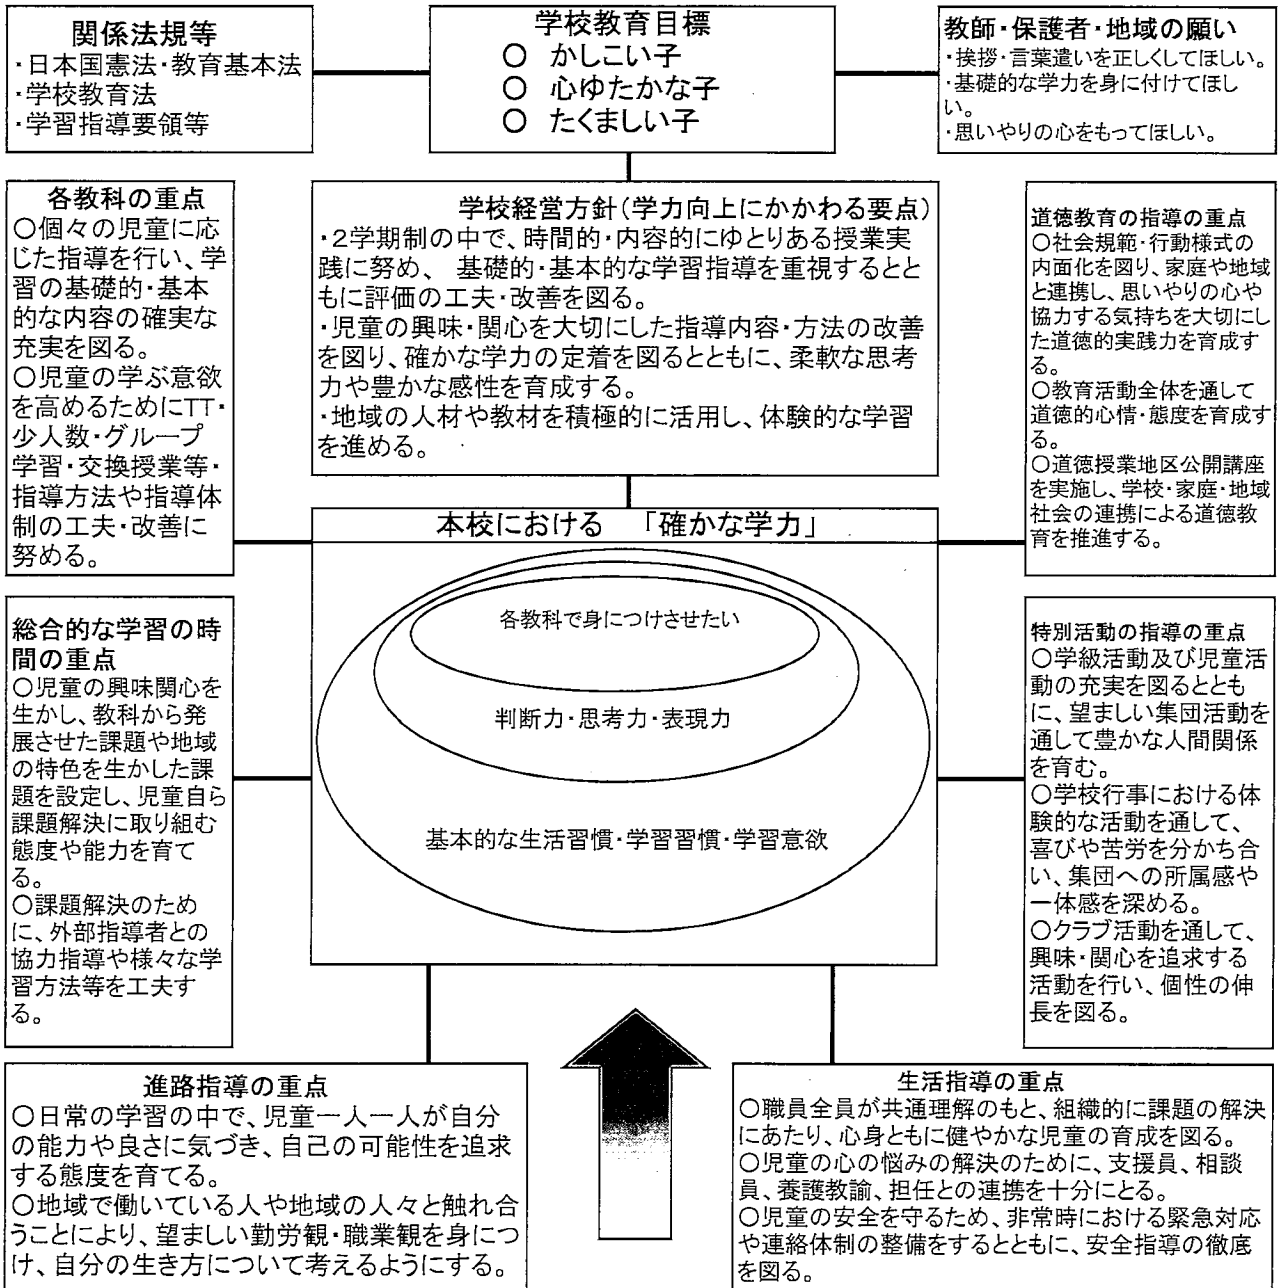 関係法規等
・日本国憲法・教育基本法
・学校教育法
・学習指導要領等
学校教育目標
○ かしこい子
○ 心ゆたかな子
○ たくましい子
教師・保護者・地域の願い
・挨拶・言葉遣いを正しくしてほしい。
・基礎的な学力を身に付けてほし
い。
・思いやりの心をもってほしい。
各教科の重点
○個々の児童に応
じた指導を行い、学
習の基礎的・基本
的な内容の確実な
充実を図る。
○児童の学ぶ意欲
を高めるためにTT・
少人数・グループ
学習・交換授業等・
指導方法や指導体
制の工夫・改善に
努める。
学校経営方針(学力向上にかかわる要点)
・2学期制の中で、時間的・内容的にゆとりある授業実
践に努め、 基礎的・基本的な学習指導を重視するとと
もに評価の工夫・改善を図る。
・児童の興味・関心を大切にした指導内容・方法の改善
を図り、確かな学力の定着を図るとともに、柔軟な思考
力や豊かな感性を育成する。
・地域の人材や教材を積極的に活用し、体験的な学習
を進める。
道徳教育の指導の重点
○社会規範・行動様式の
内面化を図り、家庭や地域
と連携し、思いやりの心や
協力する気持ちを大切にし
た道徳的実践力を育成す
る。
○教育活動全体を通して
道徳的心情・態度を育成す
る。
○道徳授業地区公開講座
を実施し、学校・家庭・地域
社会の連携による道徳教
育を推進する。
本校における 「確かな学力」
各教科で身につけさせたい
判断力・思考力・表現力
基本的な生活習慣・学習習慣・学習意欲
総合的な学習の時
間の重点
○児童の興味関心を
生かし、教科から発
展させた課題や地域
の特色を生かした課
題を設定し、児童自ら
課題解決に取り組む
態度や能力を育て
る。
○課題解決のため
に、外部指導者との
協力指導や様々な学
習方法等を工夫す
る。
特別活動の指導の重点
○学級活動及び児童活
動の充実を図るととも
に、望ましい集団活動を
通して豊かな人間関係
を育む。
○学校行事における体
験的な活動を通して、
喜びや苦労を分かち合
い、集団への所属感や
一体感を深める。
○クラブ活動を通して、
興味・関心を追求する
活動を行い、個性の伸
長を図る。
進路指導の重点
○日常の学習の中で、児童一人一人が自分
の能力や良さに気づき、自己の可能性を追求
する態度を育てる。
○地域で働いている人や地域の人々と触れ合
うことにより、望ましい勤労観・職業観を身につ
け、自分の生き方について考えるようにする。
生活指導の重点
○職員全員が共通理解のもと、組織的に課題の解決
にあたり、心身ともに健やかな児童の育成を図る。
○児童の心の悩みの解決のために、支援員、相談
員、養護教諭、担任との連携を十分にとる。
○児童の安全を守るため、非常時における緊急対応
や連絡体制の整備をするとともに、安全指導の徹底
を図る。